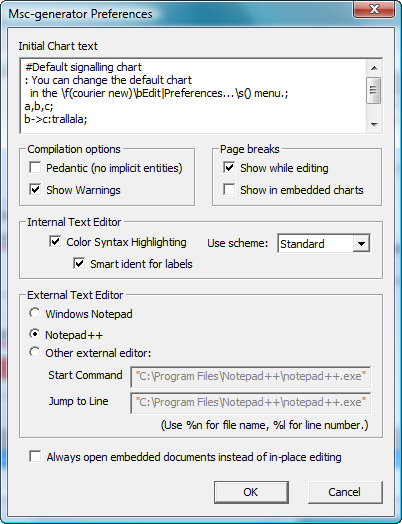 Msc-generator Preferences
Initial Chart text
#Default signalling chart
: You can change the default chart
in the \f(courier new)\bEdit|Preferences...\s() menu.;
a,b,c;
b->c:trallala;
Compilation options
Pedantic (no implicit entities)
Show Warnings
Page breaks
Show while editing
Show in embedded charts
Internal Text Editor
Color Syntax Highlighting
Use scheme: Standard
Smart ident for labels
External Text Editor
Windows Notepad
Notepad++
Other external editor:
Start Command "C:\Program Files\Notepad++\notepad++.exe"
Jump to Line "C:\Program Files\Notepad++\notepad++.exe"
(Use %n for file name, %l for line number.)
Always open embedded documents instead of in-place editing
OK Cancel